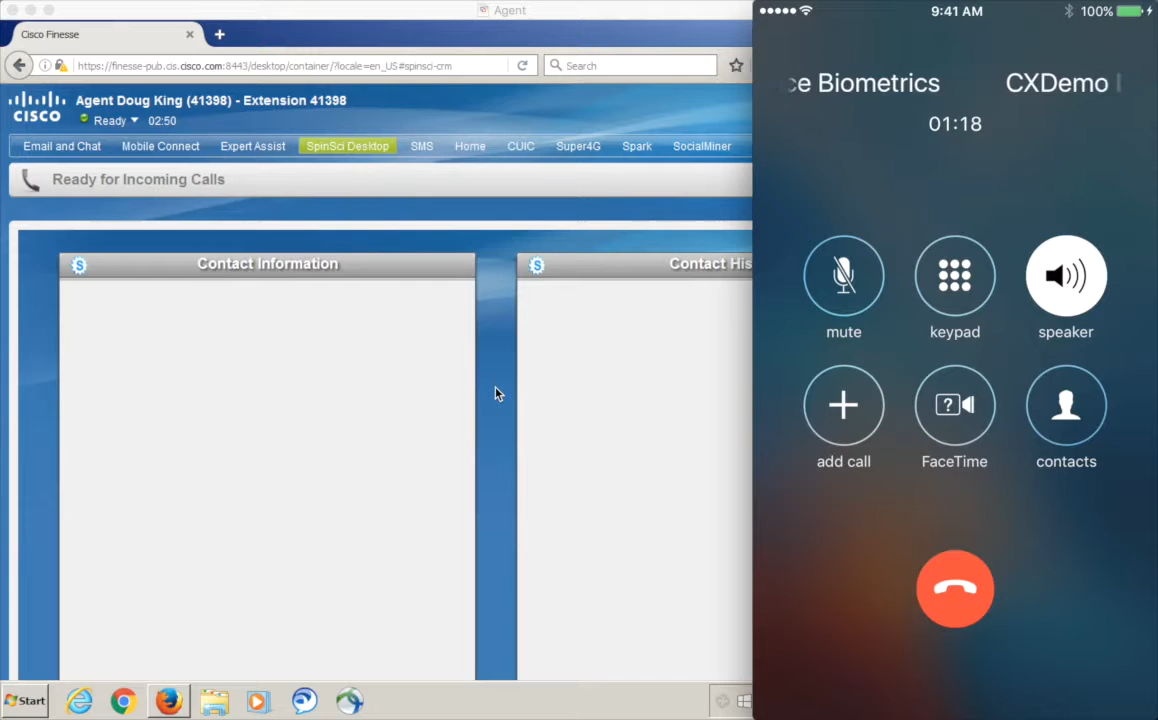 Agent
Cisco Finesse
https://finesse-pub.cis.cisco.com:8443/desktop/container/?locale=en_US#spinsci-crm
Search
CISCO
Agent Doug King (41398) - Extension 41398
Ready 02:50
Email and Chat Mobile Connect Expert Assist SpinSci Desktop SMS Home CUIC Super4G Spark SocialMiner
Ready for Incoming Calls
S Contact Information
S Contact His
Start
9:41 AM 100%
ce Biometrics CXDemo
01:18
mute keypad speaker
add call FaceTime contacts